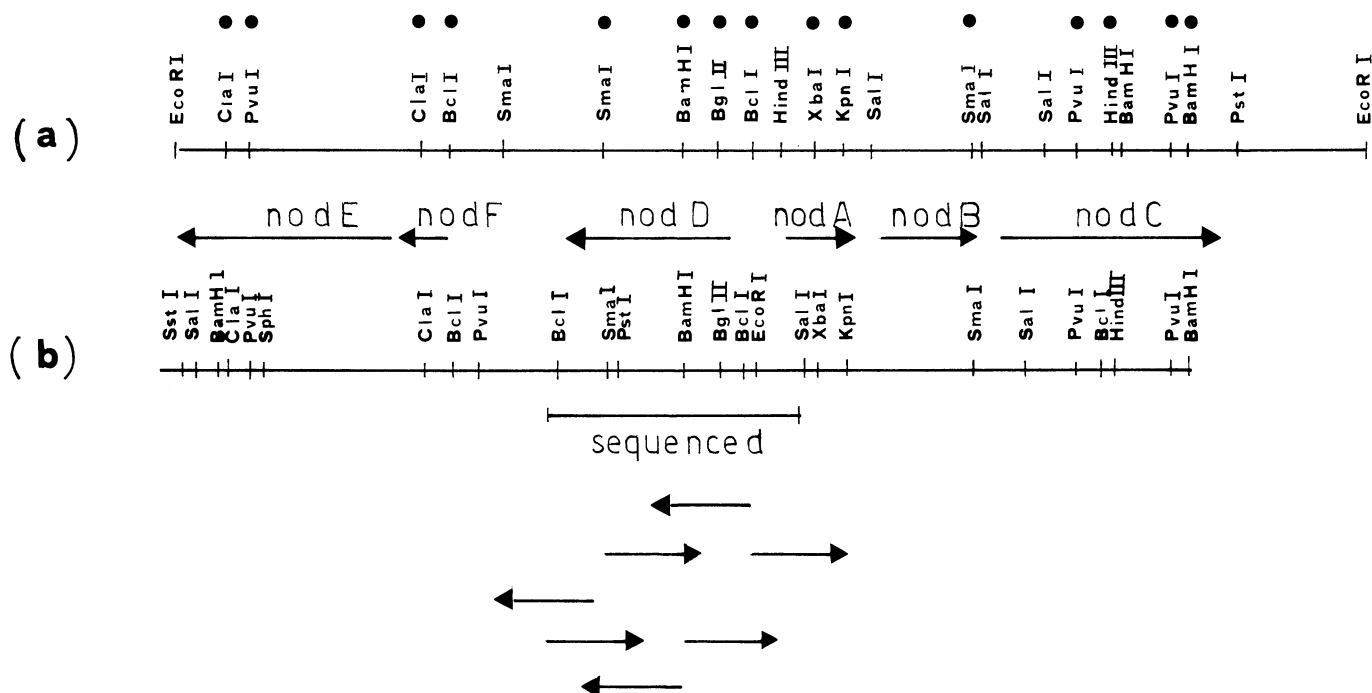 EcoRI ClaI PvuI ClaI BclI SmaI SmaI BamHI BglII BclI HindIII XbaI KpnI SalI SmaI SalI SalI PvuI HindIII BamHI PvuI BamHI PstI EcoRI
(a)
nodE nodF nodD nodA nodB nodC
SstI SalI BamHI ClaI PvuI SphI ClaI BclI PvuI BclI SmaI PstI BamHI BglII BclI EcoRI SalI XbaI KpnI SmaI SalI PvuI BclI HindIII PvuI BamHI
(b)
sequenced